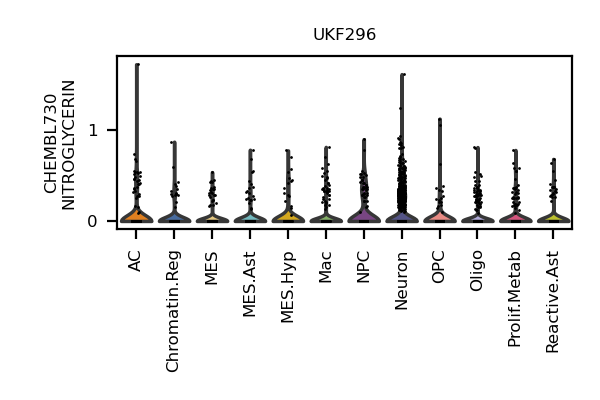 UKF296
CHEMBL730
NITROGLYCERIN
1
0
AC
Chromatin.Reg
MES
MES.Ast
MES.Hyp
Mac
NPC
Neuron
OPC
Oligo
Prolif.Metab
Reactive.Ast